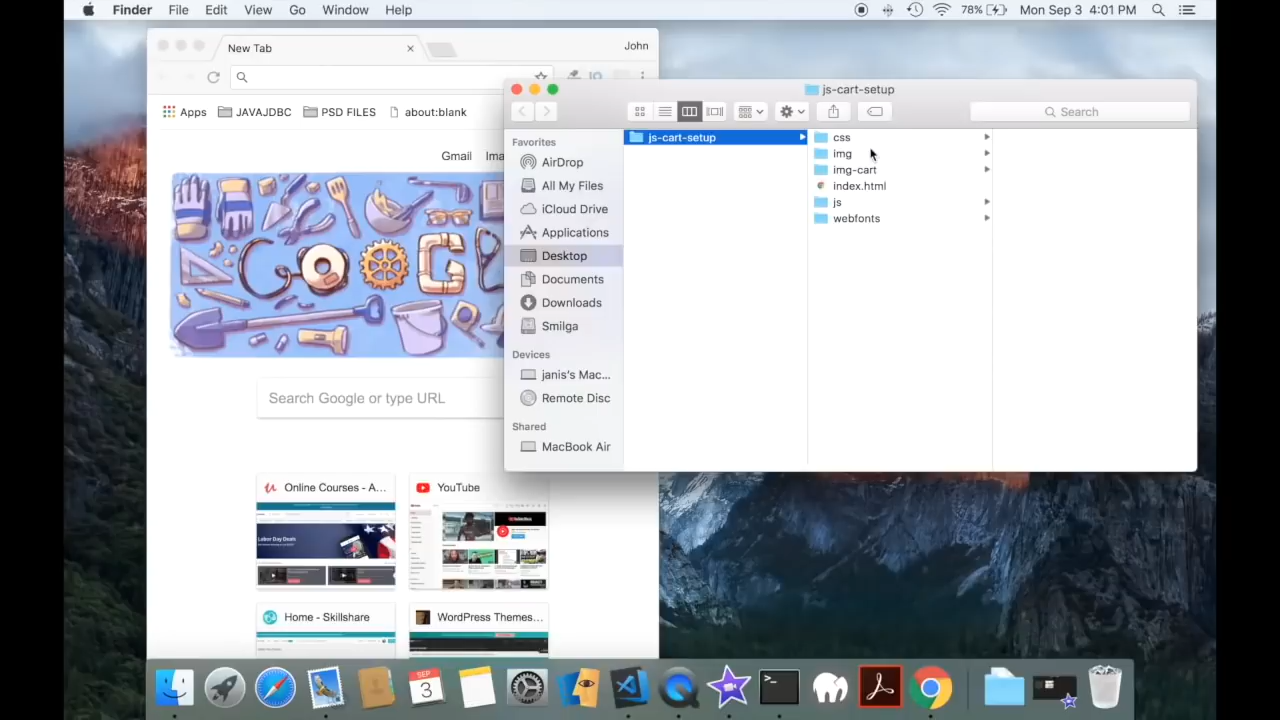 Finder File Edit View Go Window Help
78% Mon Sep 3 4:01 PM
New Tab
John
Apps JAVAJDBC PSD FILES about:blank
Gmail Ima
Search Google or type URL
Online Courses - A...
YouTube
Home - Skillshare
WordPress Themes...
js-cart-setup
Search
Favorites
AirDrop
All My Files
iCloud Drive
Applications
Desktop
Documents
Downloads
Smilga
Devices
janis's Mac...
Remote Disc
Shared
MacBook Air
js-cart-setup
css
img
img-cart
index.html
js
webfonts
SEP
3